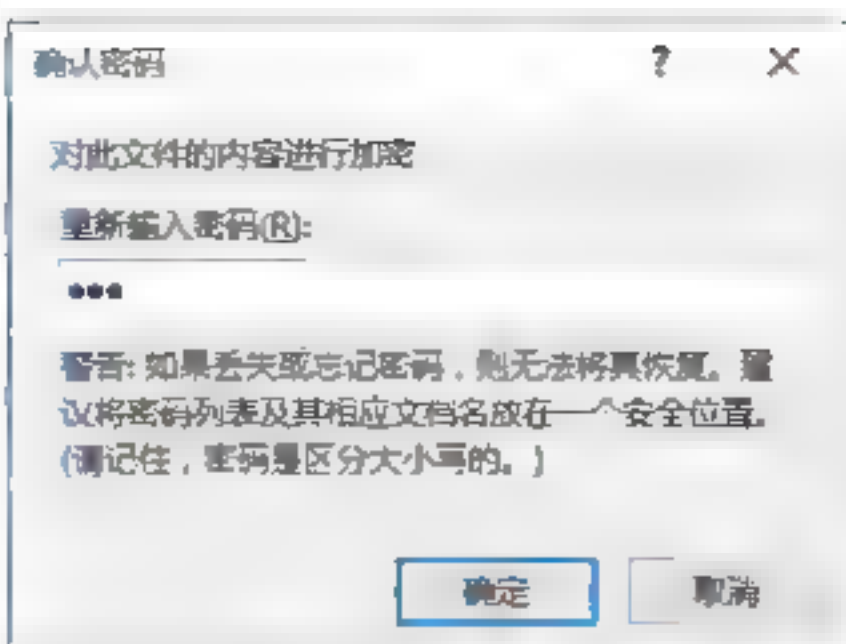 确认密码
? ×
对此文件的内容进行加密
重新输入密码(R):
•••
警告: 如果丢失或忘记密码，则无法将其恢复。建
议将密码列表及其相应文档名放在一个安全位置。
(请记住，密码是区分大小写的。)
确定
取消